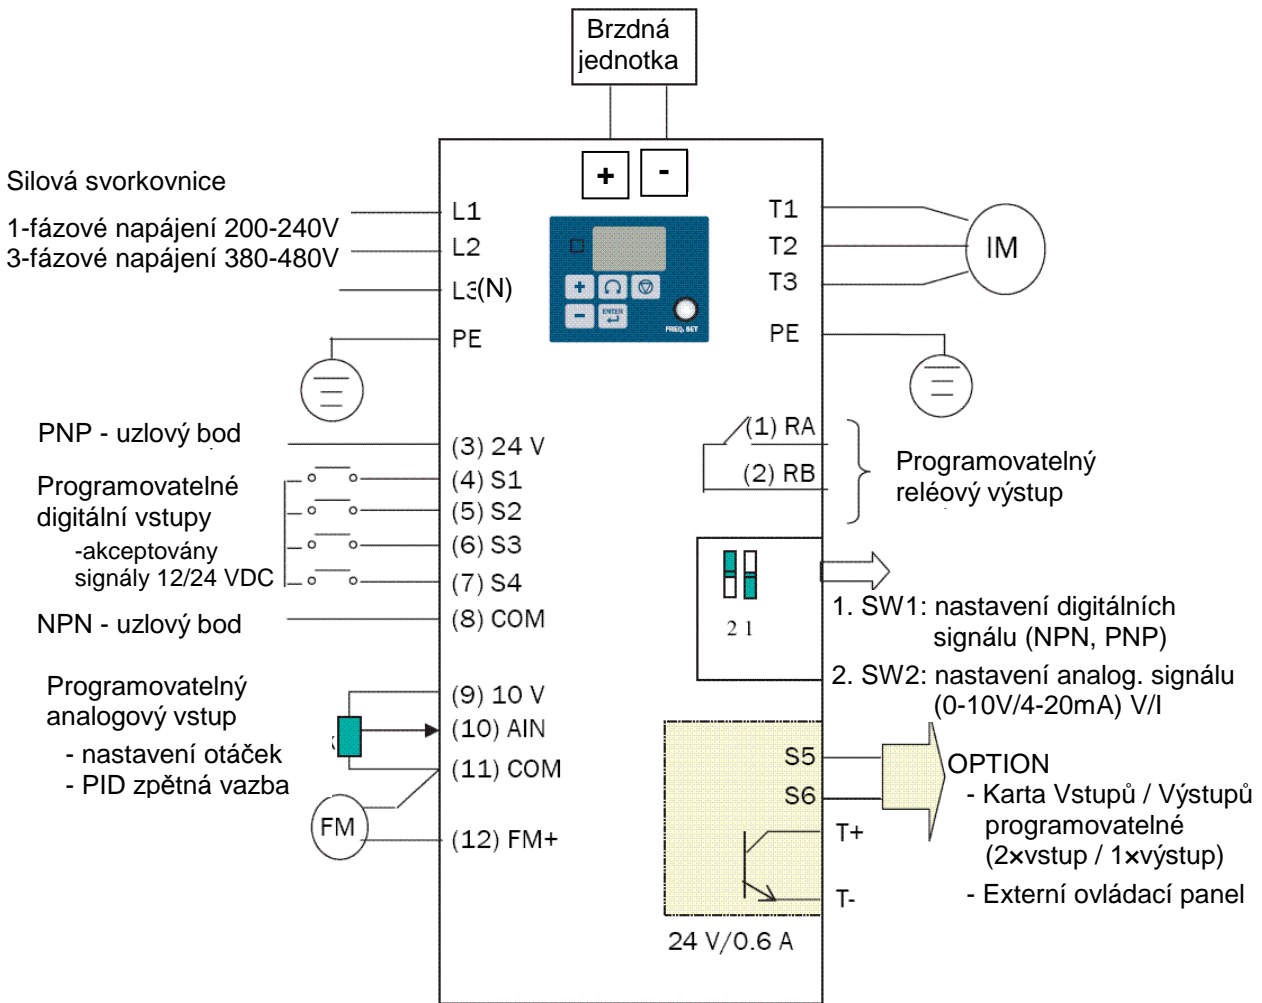 Brzdná
jednotka
+ -
Silová svorkovnice
1-fázové napájení 200-240V
3-fázové napájení 380-480V
L1
L2
L3(N)
PE
+
-
ENTER
FREQ. SET
T1
T2
T3
PE
IM
PNP - uzlový bod
Programovatelné
digitální vstupy
-akceptovány
signály 12/24 VDC
NPN - uzlový bod
(3) 24 V
(4) S1
(5) S2
(6) S3
(7) S4
(8) COM
(1) RA
(2) RB
Programovatelný
reléový výstup
2 1
1. SW1: nastavení digitálních
signálu (NPN, PNP)
2. SW2: nastavení analog. signálu
(0-10V/4-20mA) V/I
Programovatelný
analogový vstup
- nastavení otáček
- PID zpětná vazba
(9) 10 V
(10) AIN
(11) COM
(12) FM+
FM
S5
S6
T+
T-
24 V/0.6 A
OPTION
- Karta Vstupů / Výstupů
programovatelné
(2×vstup / 1×výstup)
- Externí ovládací panel